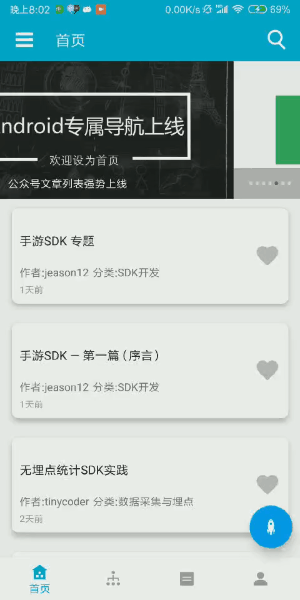 晚上8:02
0.00K/s
69%
首页
ndroid专属导航上线
欢迎设为首页
公众号文章列表强势上线
手游SDK 专题
作者:jeason12 分类:SDK开发
1天前
手游SDK — 第一篇（序言）
作者:jeason12 分类:SDK开发
1天前
无埋点统计SDK实践
作者:tinycoder 分类:数据采集与埋点
2天前
首页